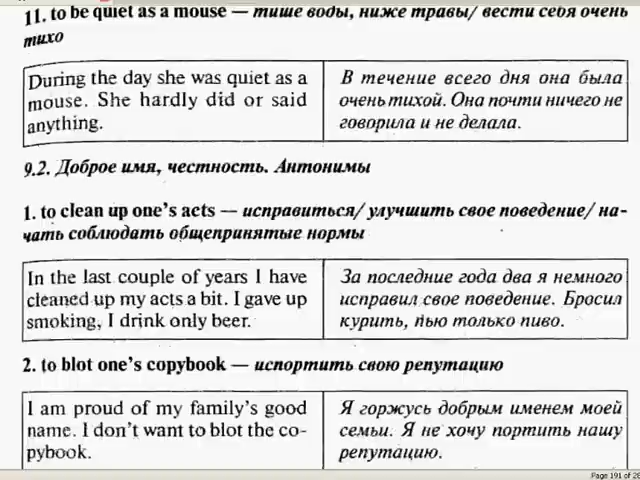 11. to be quiet as a mouse — тише воды, ниже травы/ вести себя очень
тихо
During the day she was quiet as a
mouse. She hardly did or said
anything.
В течение всего дня она была
очень тихой. Она почти ничего не
говорила и не делала.
9.2. Доброе имя, честность. Антонимы
1. to clean up one's acts — исправиться/ улучшить свое поведение/ на-
чать соблюдать общепринятые нормы
In the last couple of years I have
cleaned up my acts a bit. I gave up
smoking, I drink only beer.
За последние года два я немного
исправил свое поведение. Бросил
курить, пью только пиво.
2. to blot one's copybook — испортить свою репутацию
I am proud of my family's good
name. I don't want to blot the co-
pybook.
Я горжусь добрым именем моей
семьи. Я не хочу портить нашу
репутацию.
Page 191 of 28